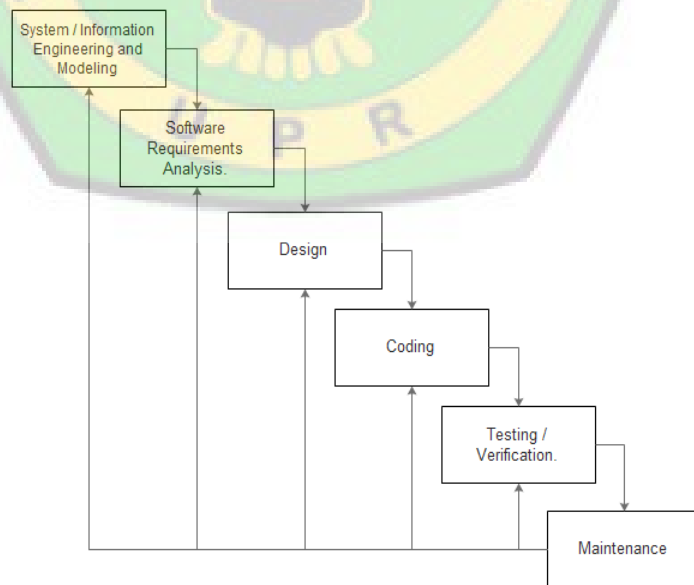 System / Information
Engineering and
Modeling
U P R
Software
Requirements
Analysis.
Design
Coding
Testing /
Verification.
Maintenance